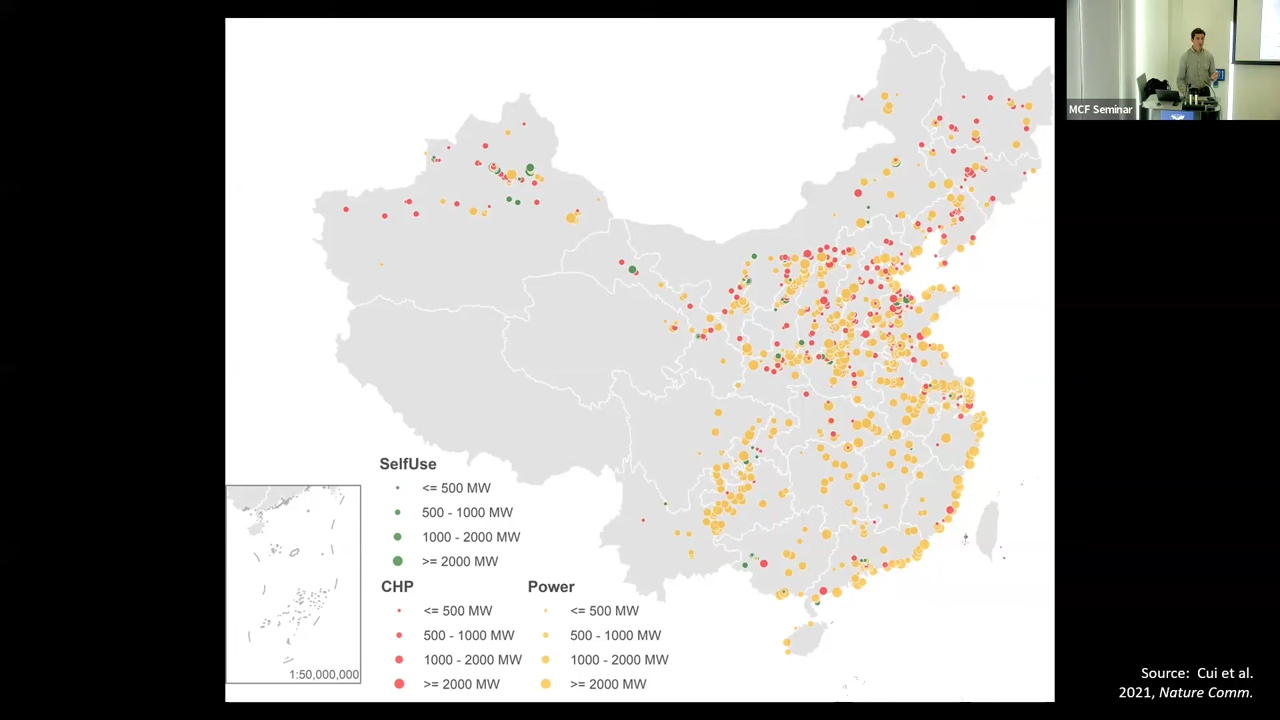 MCF Seminar
SelfUse
<= 500 MW
500 - 1000 MW
1000 - 2000 MW
>= 2000 MW
CHP
<= 500 MW
500 - 1000 MW
1000 - 2000 MW
>= 2000 MW
Power
<= 500 MW
500 - 1000 MW
1000 - 2000 MW
>= 2000 MW
1:50,000,000
Source: Cui et al.
2021, Nature Comm.